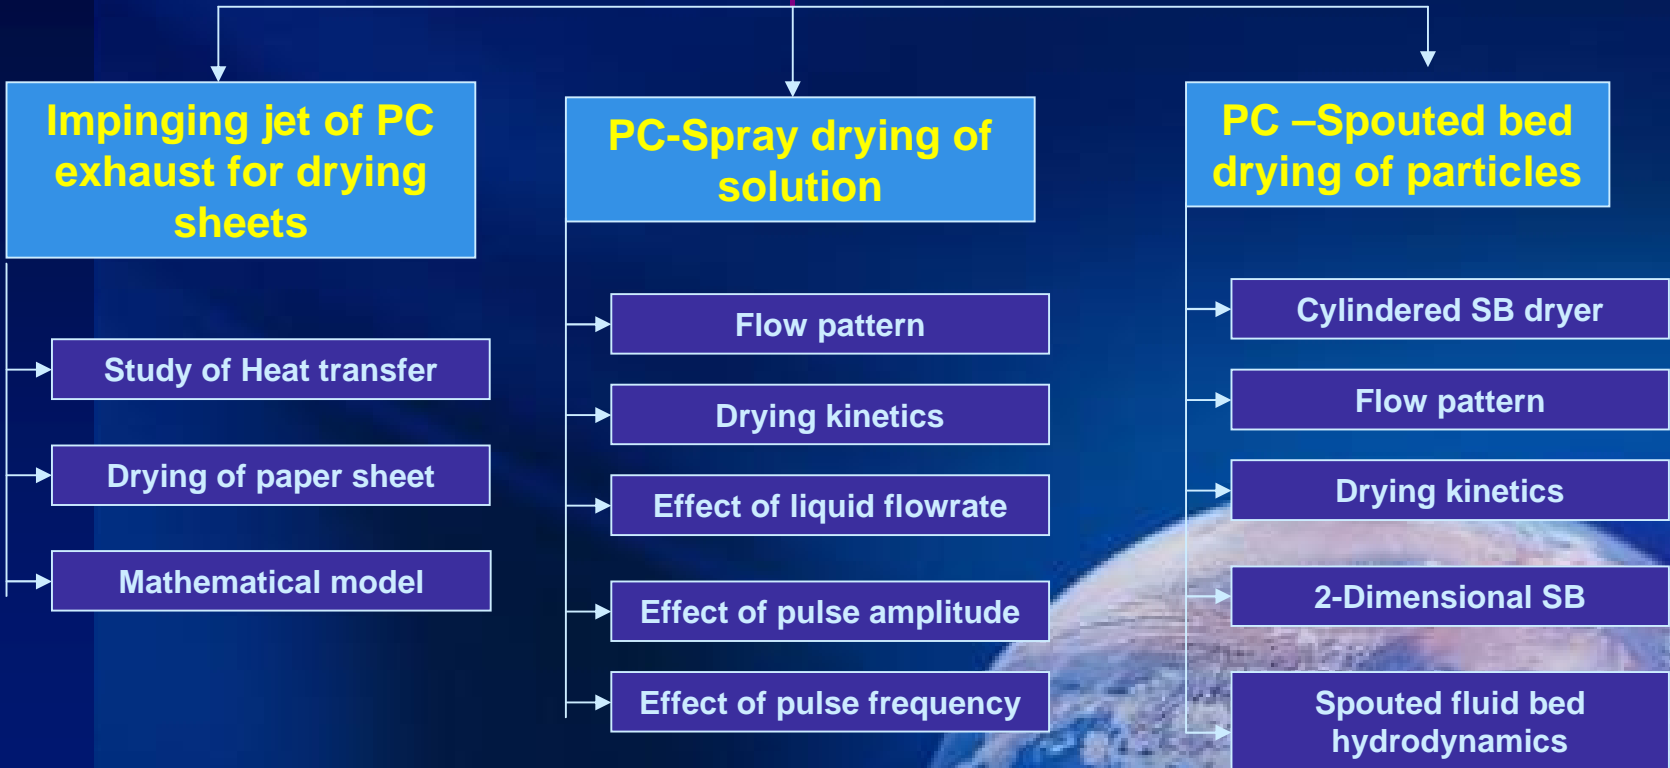 Impinging jet of PC
exhaust for drying
sheets
Study of Heat transfer
Drying of paper sheet
Mathematical model
PC-Spray drying of
solution
Flow pattern
Drying kinetics
Effect of liquid flowrate
Effect of pulse amplitude
Effect of pulse frequency
PC –Spouted bed
drying of particles
Cylindered SB dryer
Flow pattern
Drying kinetics
2-Dimensional SB
Spouted fluid bed
hydrodynamics